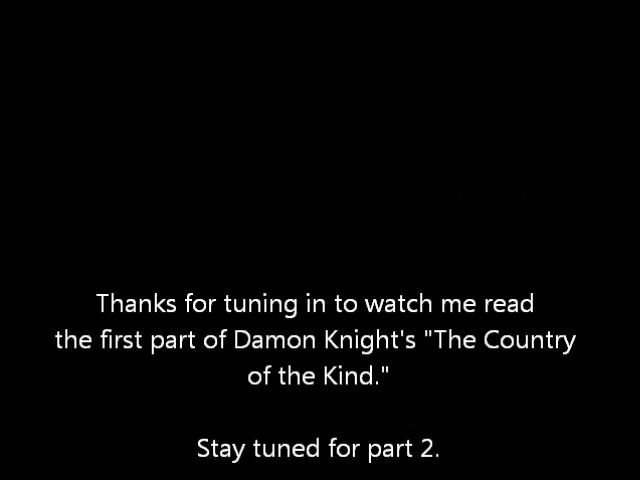 Thanks for tuning in to watch me read
the first part of Damon Knight's "The Country
of the Kind."
Stay tuned for part 2.